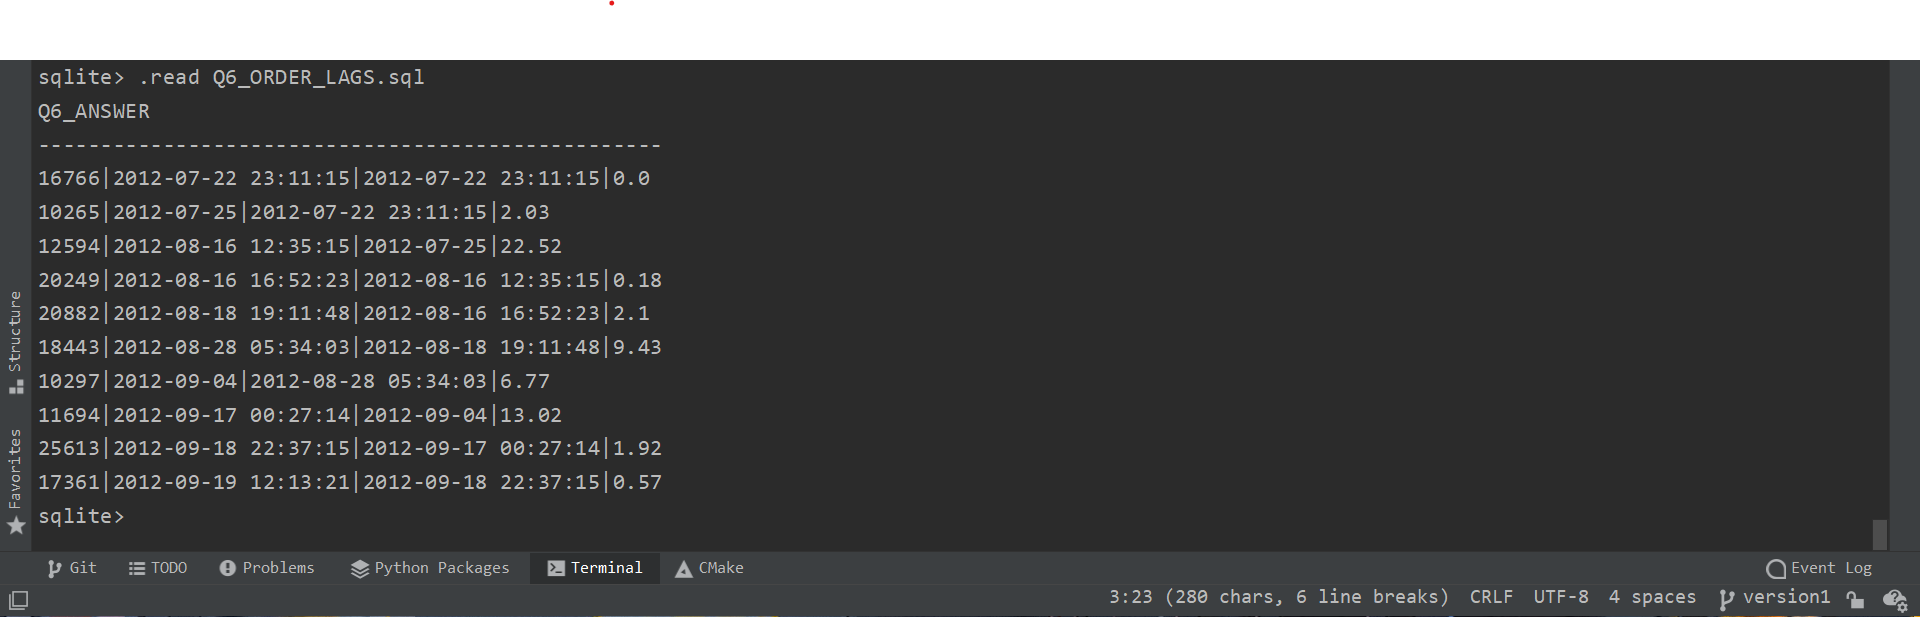 sqlite> .read Q6_ORDER_LAGS.sql
Q6_ANSWER
--------------------------------------------------
16766|2012-07-22 23:11:15|2012-07-22 23:11:15|0.0
10265|2012-07-25|2012-07-22 23:11:15|2.03
12594|2012-08-16 12:35:15|2012-07-25|22.52
20249|2012-08-16 16:52:23|2012-08-16 12:35:15|0.18
20882|2012-08-18 19:11:48|2012-08-16 16:52:23|2.1
18443|2012-08-28 05:34:03|2012-08-18 19:11:48|9.43
10297|2012-09-04|2012-08-28 05:34:03|6.77
11694|2012-09-17 00:27:14|2012-09-04|13.02
25613|2012-09-18 22:37:15|2012-09-17 00:27:14|1.92
17361|2012-09-19 12:13:21|2012-09-18 22:37:15|0.57
sqlite>
Structure
Favorites
Git TODO Problems Python Packages Terminal CMake Event Log
3:23 (280 chars, 6 line breaks) CRLF UTF-8 4 spaces version1